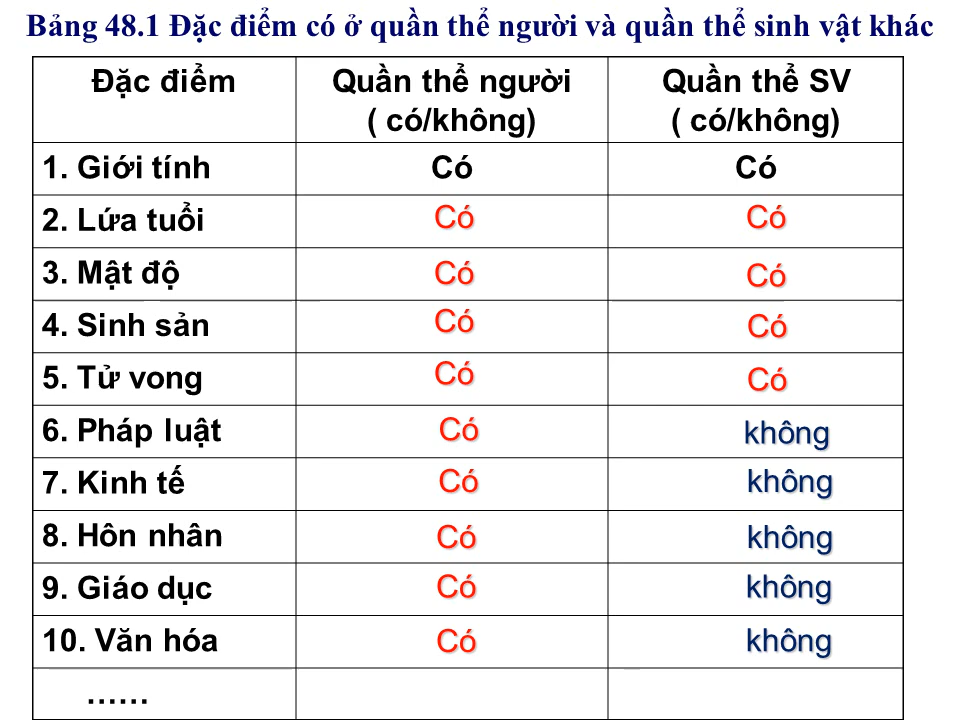 Bảng 48.1 Đặc điểm có ở quần thể người và quần thể sinh vật khác
Đặc điểm Quần thể người Quần thể SV
( có/không) ( có/không)
1. Giới tính Có Có
2. Lứa tuổi Có Có
3. Mật độ Có Có
4. Sinh sản Có Có
5. Tử vong Có Có
6. Pháp luật Có không
7. Kinh tế Có không
8. Hôn nhân Có không
9. Giáo dục Có không
10. Văn hóa Có không
……